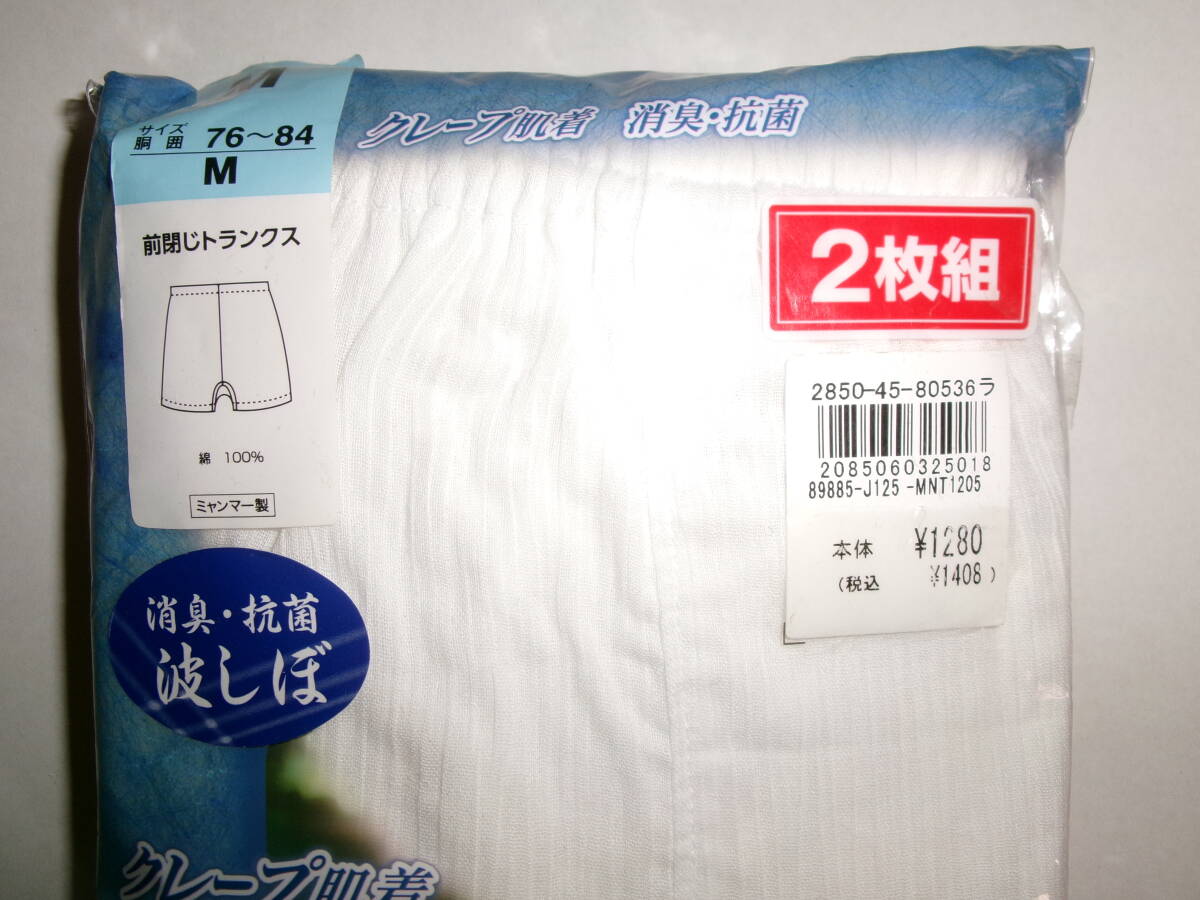 サイズ
胴囲 76～84
M
前閉じトランクス
綿 100%
ミャンマー製
クレープ肌着 消臭・抗菌
2枚組
2850-45-80536ラ
2085060325018
89885-J125 -MNT1205
本体 ¥1280
(税込 ¥1408)
消臭・抗菌
波しぼ
クレープ肌着